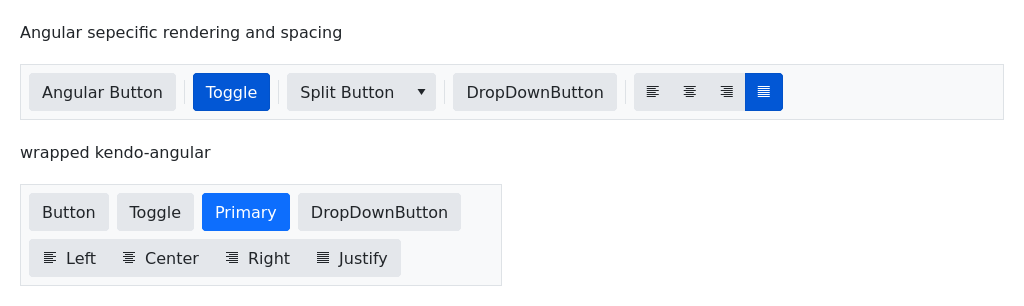 Angular sepecific rendering and spacing
Angular Button Toggle Split Button DropDownButton
wrapped kendo-angular
Button Toggle Primary DropDownButton
Left Center Right Justify